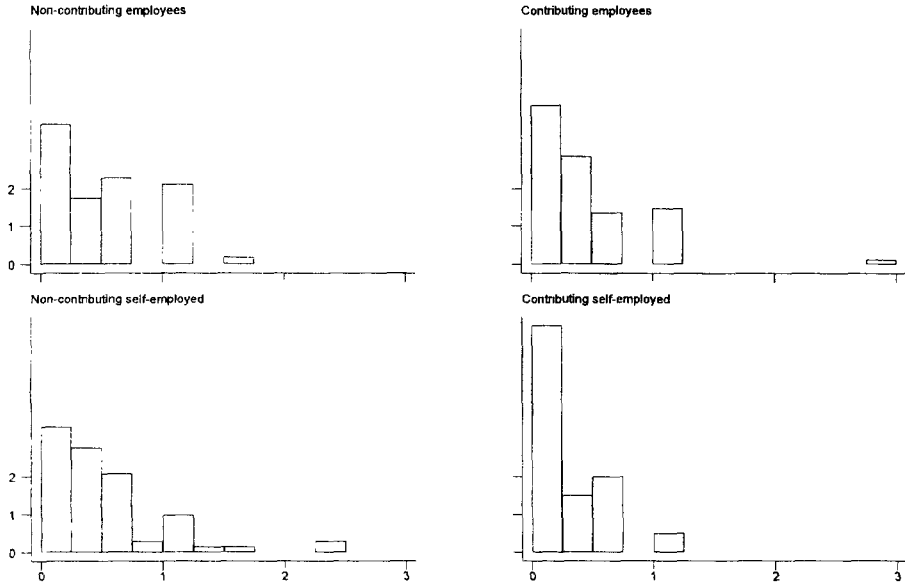 Non-contributing employees
Contributing employees
2
1
0
Non-contributing self-employed
Contributing self-employed
2
1
0
0 1 2 3
0 1 2 3